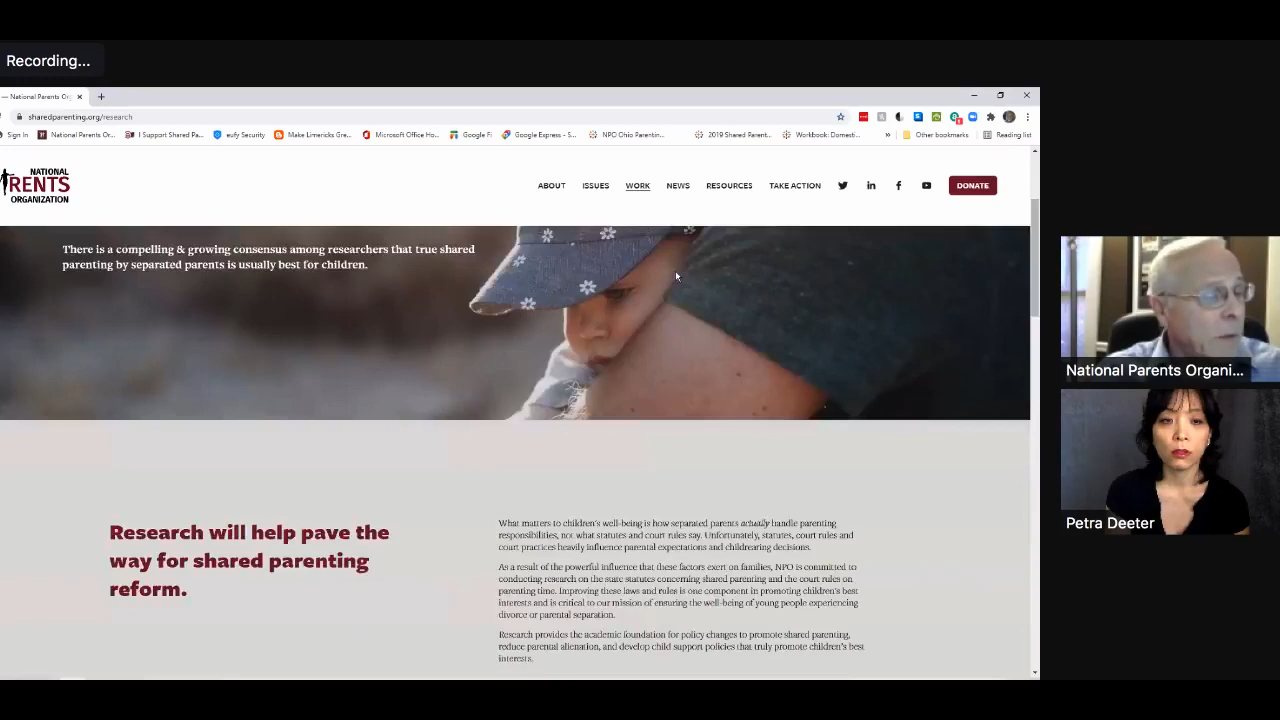 Recording...
National Parents Or
sharedparenting.org/research
Sign In
National Parents Or...
I Support Shared Pa...
eufy Security
Make Limericks Gre...
Microsoft Office Ho...
Google Fi
Google Express - S...
NPO Ohio Parentin...
2019 Shared Parent...
Workbook: Domesti...
»
Other bookmarks
Reading list
NATIONAL
RENTS
ORGANIZATION
ABOUT
ISSUES
WORK
NEWS
RESOURCES
TAKE ACTION
DONATE
There is a compelling & growing consensus among researchers that true shared
parenting by separated parents is usually best for children.
Research will help pave the
way for shared parenting
reform.
What matters to children's well-being is how separated parents actually handle parenting
responsibilities, not what statutes and court rules say. Unfortunately, statutes, court rules and
court practices heavily influence parental expectations and childrearing decisions.
As a result of the powerful influence that these factors exert on families, NPO is committed to
conducting research on the state statutes concerning shared parenting and the court rules on
parenting time. Improving these laws and rules is one component in promoting children's best
interests and is critical to our mission of ensuring the well-being of young people experiencing
divorce or parental separation.
Research provides the academic foundation for policy changes to promote shared parenting,
reduce parental alienation, and develop child support policies that truly promote children's best
interests.
National Parents Organi...
Petra Deeter